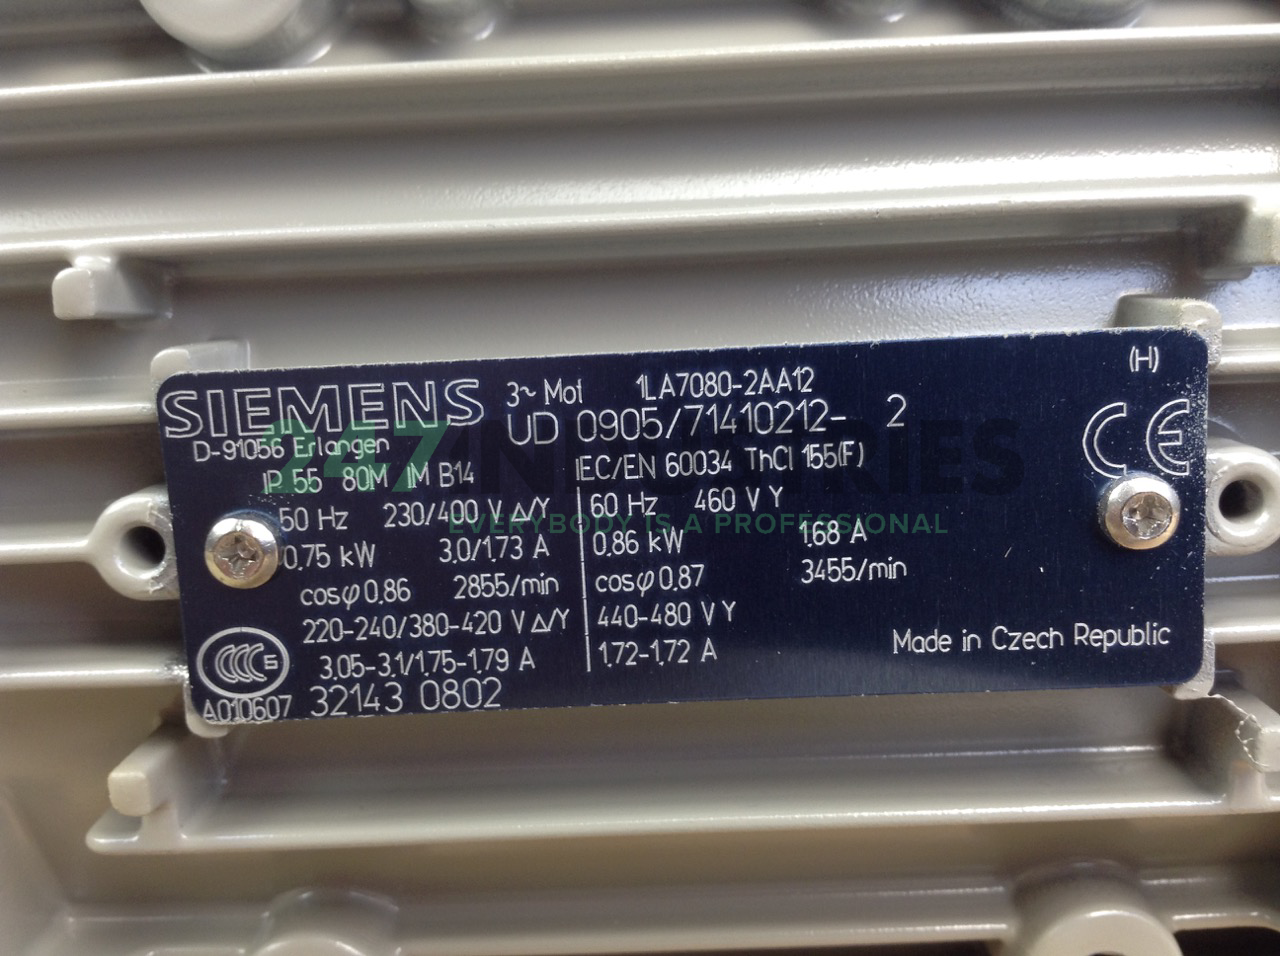 (H)
SIEMENS 3~ Mot 1LA7080-2AA12
D-91056 Erlangen UD 0905/71410212- 2
CE
IP 55 80M IM B14 IEC/EN 60034 ThCl 155(F)
50 Hz 230/400 V Δ/Y 60 Hz 460 V Y
0.75 kW 3.0/1.73 A 0.86 kW 1.68 A
cosφ 0.86 2855/min cosφ 0.87 3455/min
220-240/380-420 V Δ/Y 440-480 V Y
3.05-3.1/1.75-1.79 A 1.72-1.72 A
Made in Czech Republic
CCC S
A010607 32143 0802
247 INDUSTRIES
EVERYBODY IS A PROFESSIONAL